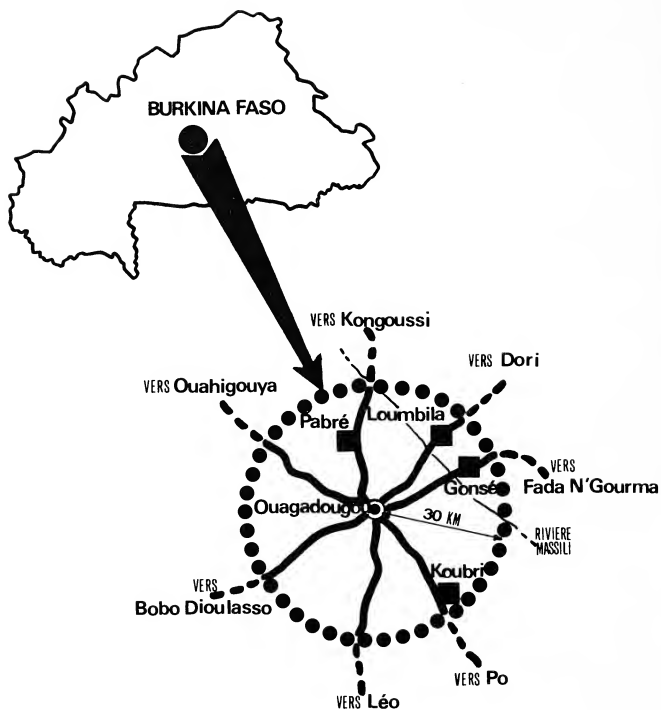 BURKINA FASO
VERS Kongoussi
VERS Dori
VERS Ouahigouya
Pabré
Loumbila
VERS
Fada N'Gourma
Gonsé
Ouagadougou
30 KM
RIVIERE
MASSILI
Koubri
VERS
Bobo Dioulasso
VERS Po
VERS Léo